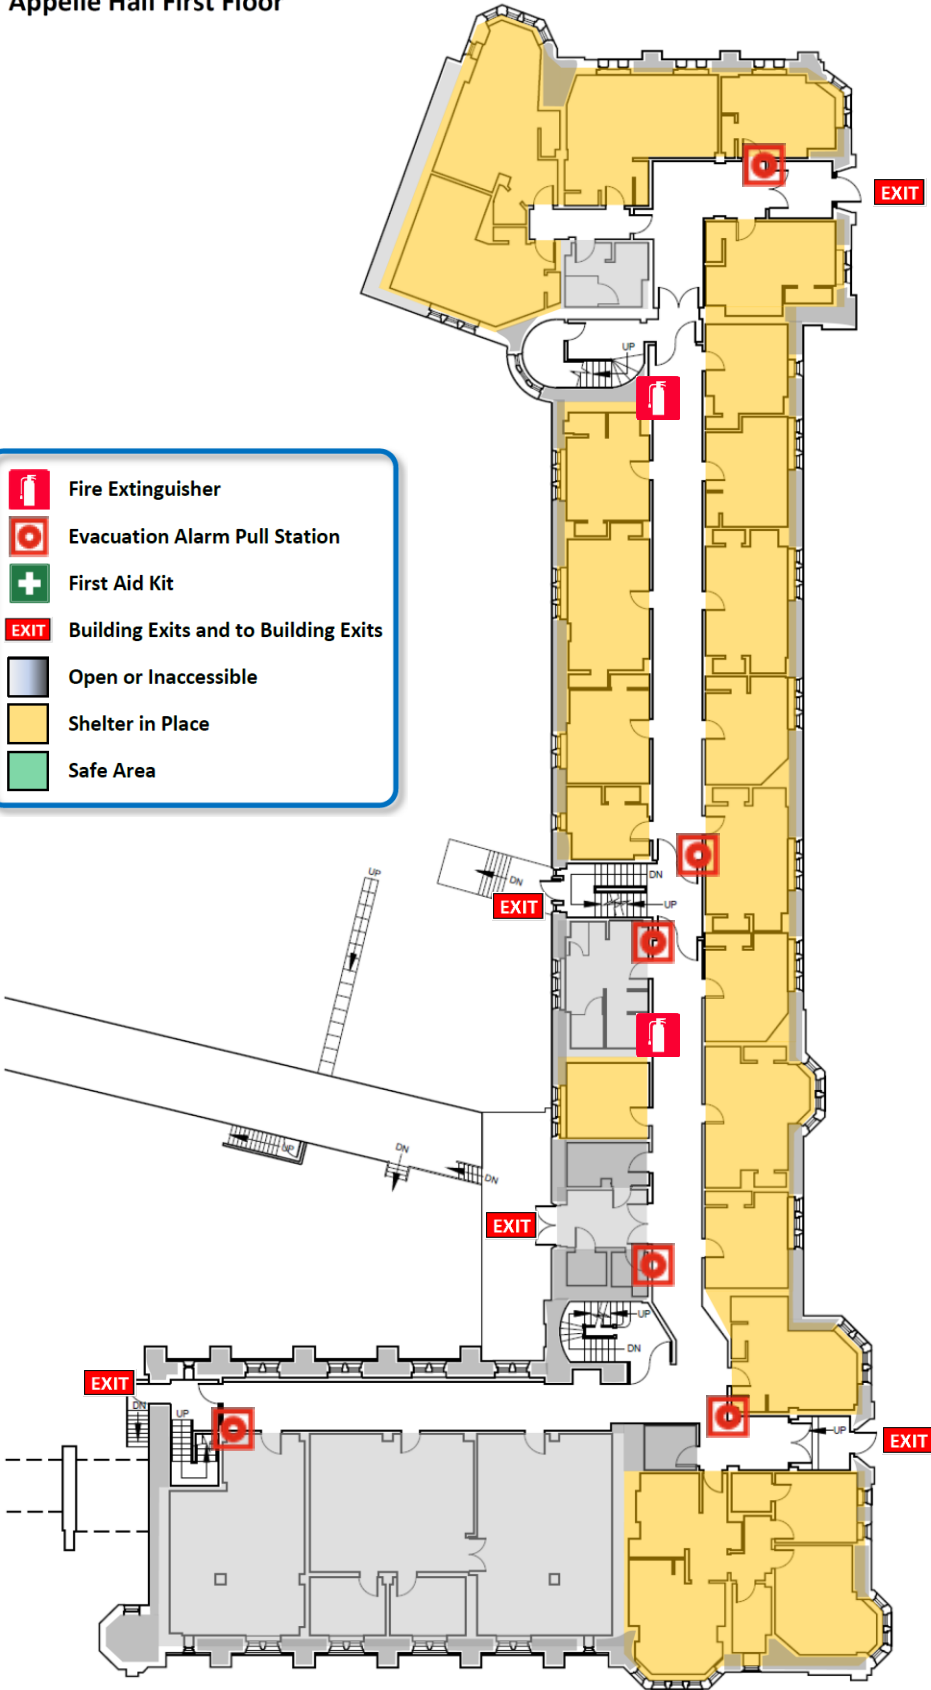 Appelle Hall First Floor
EXIT
UP
Fire Extinguisher
Evacuation Alarm Pull Station
First Aid Kit
EXIT Building Exits and to Building Exits
Open or Inaccessible
Shelter in Place
Safe Area
UP
DN
DN
EXIT
UP
UP
DN
DN
EXIT
UP
DN
EXIT
DN
UP
UP
EXIT